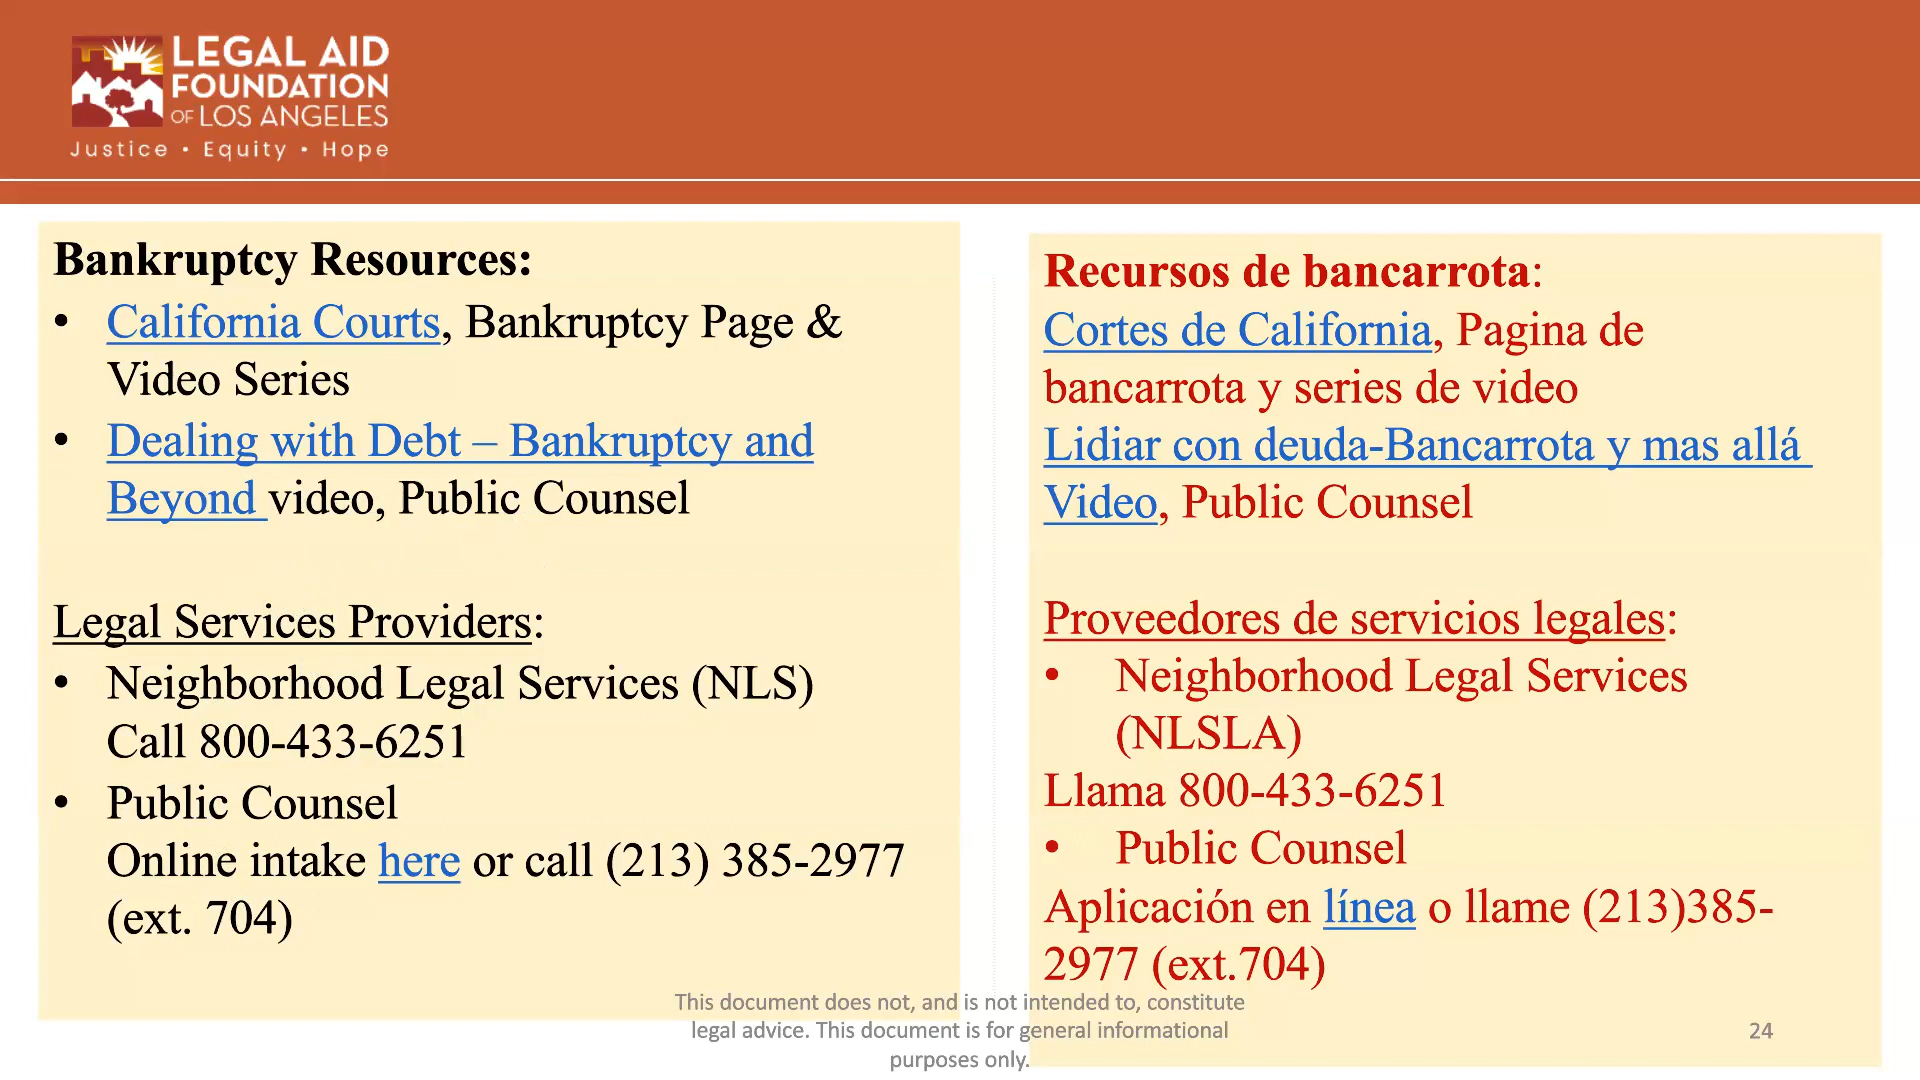 LEGAL AID
FOUNDATION
OF LOS ANGELES
Justice • Equity • Hope
Bankruptcy Resources:
• California Courts, Bankruptcy Page &
Video Series
• Dealing with Debt – Bankruptcy and
Beyond video, Public Counsel
Legal Services Providers:
• Neighborhood Legal Services (NLS)
Call 800-433-6251
• Public Counsel
Online intake here or call (213) 385-2977
(ext. 704)
Recursos de bancarrota:
Cortes de California, Pagina de
bancarrota y series de video
Lidiar con deuda-Bancarrota y mas allá
Video, Public Counsel
Proveedores de servicios legales:
• Neighborhood Legal Services
(NLSLA)
Llama 800-433-6251
• Public Counsel
Aplicación en línea o llame (213)385-
2977 (ext.704)
This document does not, and is not intended to, constitute
legal advice. This document is for general informational
purposes only.
24